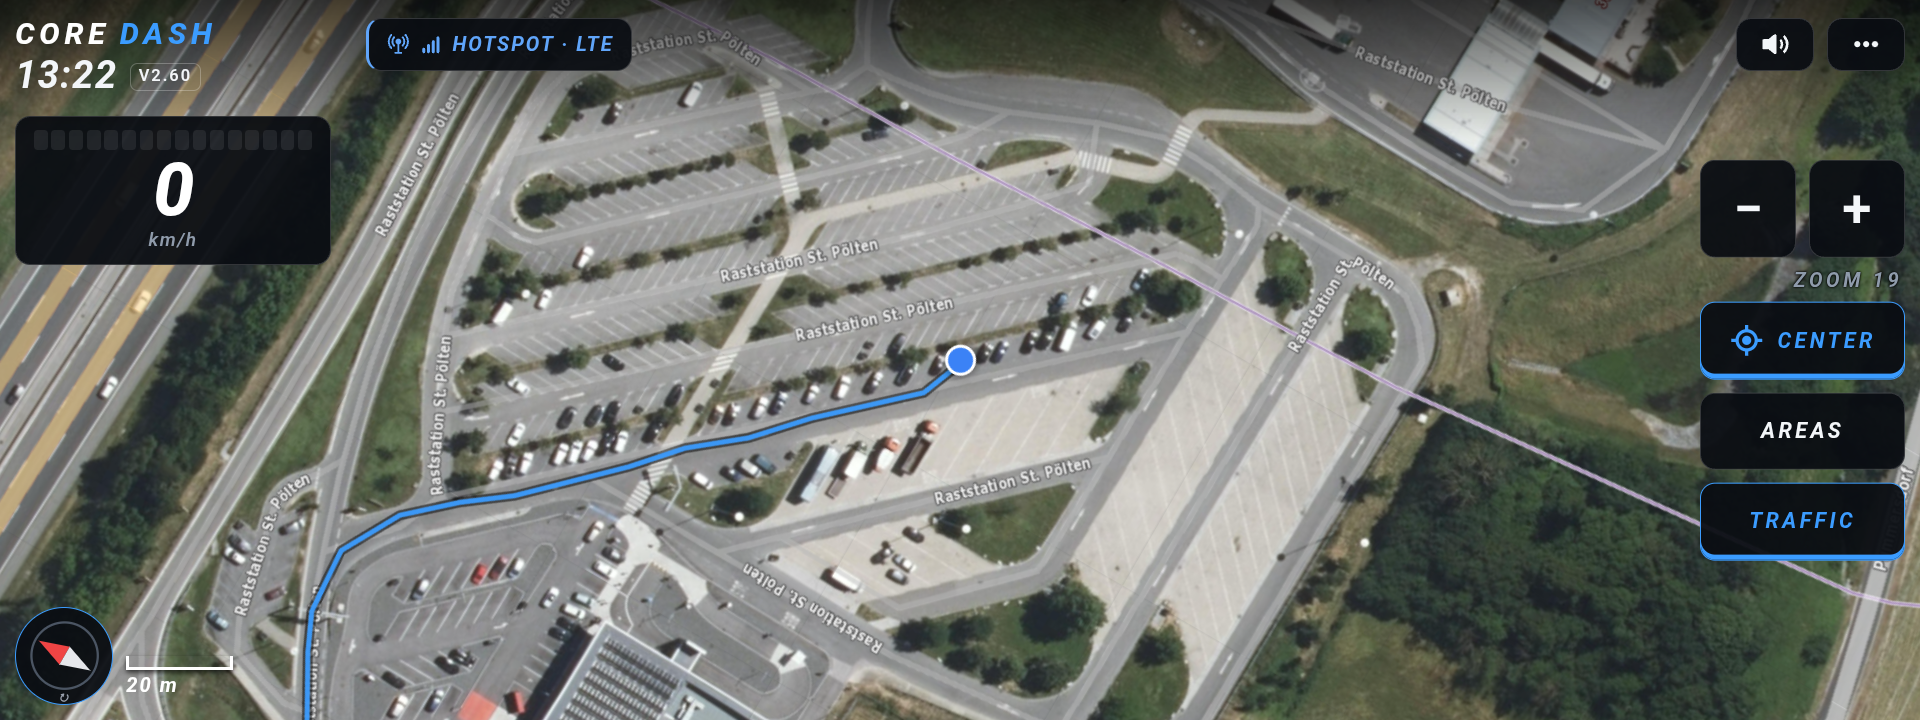 CORE DASH
13:22 V2.60
HOTSPOT · LTE
0
km/h
ZOOM 19
CENTER
AREAS
TRAFFIC
20 m
Raststation St. Pölten
Raststation St. Pölten
Raststation St. Pölten
Raststation St. Pölten
Raststation St. Pölten
Raststation St. Pölten
Raststation St. Pölten
Raststation St. Pölten
Raststation St.
Pölten
St. Pölten